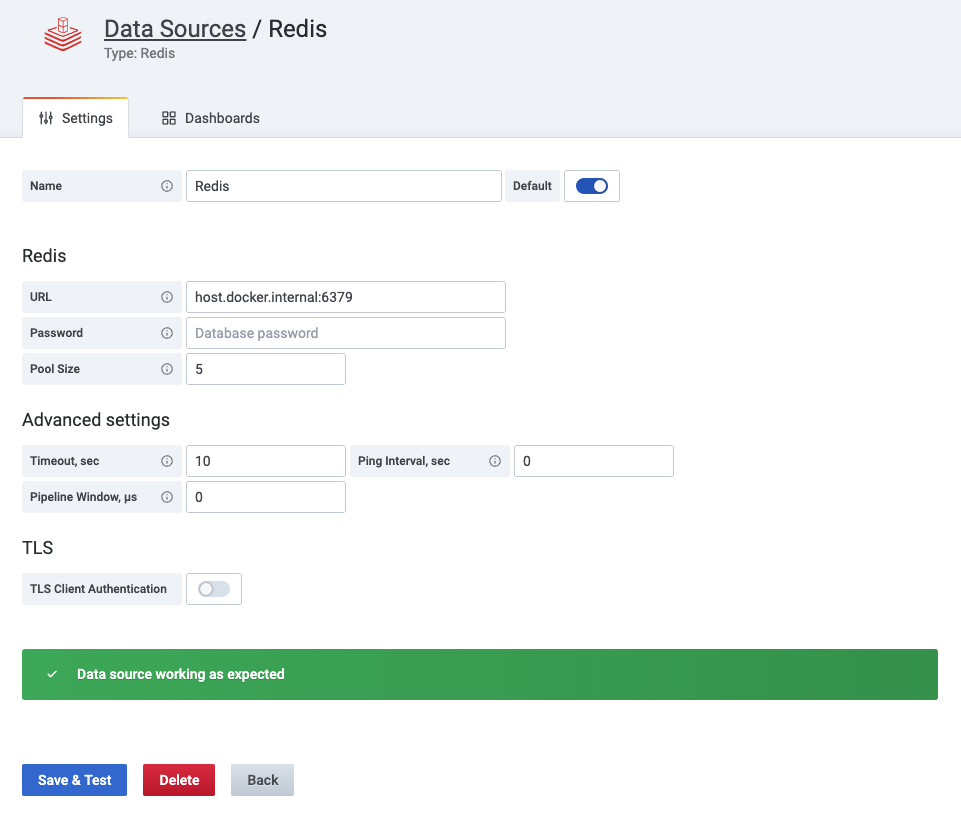 Data Sources / Redis
Type: Redis
Settings
Dashboards
Name
Redis
Default
Redis
URL
host.docker.internal:6379
Password
Database password
Pool Size
5
Advanced settings
Timeout, sec
10
Ping Interval, sec
0
Pipeline Window, μs
0
TLS
TLS Client Authentication
Data source working as expected
Save & Test
Delete
Back